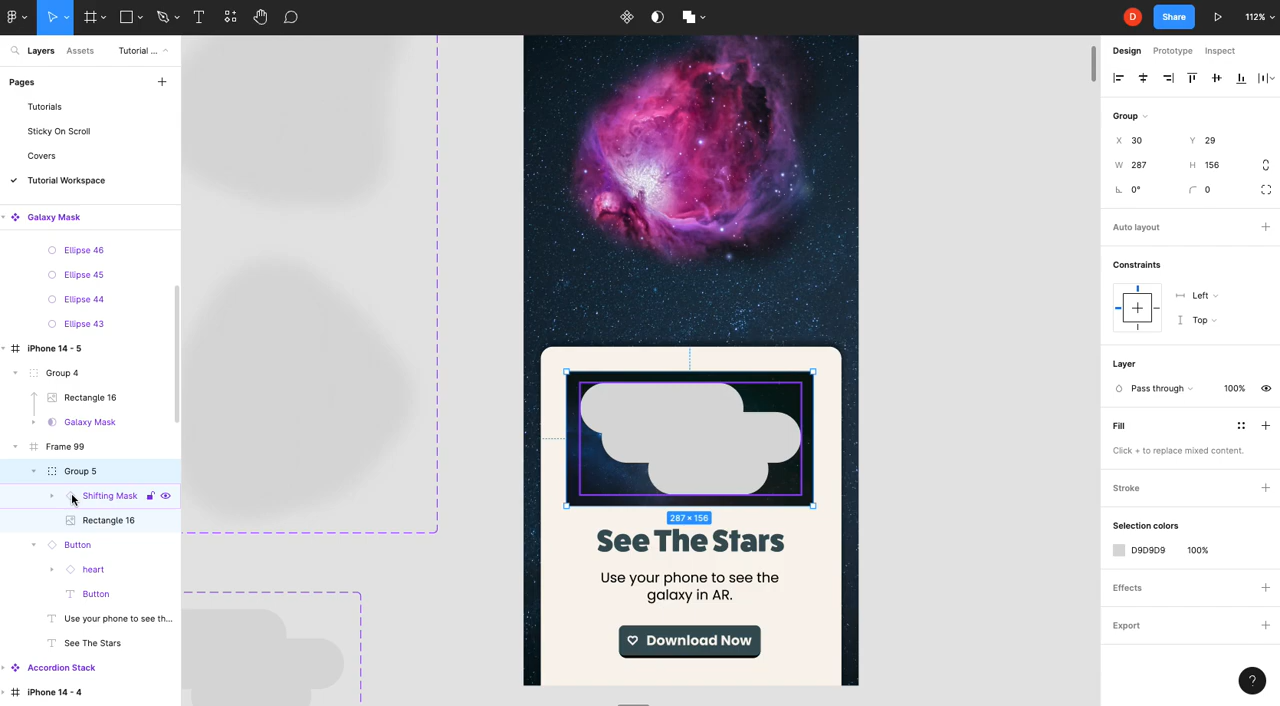 D
Share
112%
Layers
Assets
Tutorial ...
Pages
Tutorials
Sticky On Scroll
Covers
Tutorial Workspace
Galaxy Mask
Ellipse 46
Ellipse 45
Ellipse 44
Ellipse 43
iPhone 14 - 5
Group 4
Rectangle 16
Galaxy Mask
Frame 99
Group 5
Shifting Mask
Rectangle 16
Button
heart
Button
Use your phone to see th...
See The Stars
Accordion Stack
iPhone 14 - 4
287 × 156
See The Stars
Use your phone to see the
galaxy in AR.
Download Now
Design
Prototype
Inspect
Group
X 30 Y 29
W 287 H 156
0° 0
Auto layout
Constraints
Left
Top
Layer
Pass through 100%
Fill
Click + to replace mixed content.
Stroke
Selection colors
D9D9D9 100%
Effects
Export
?